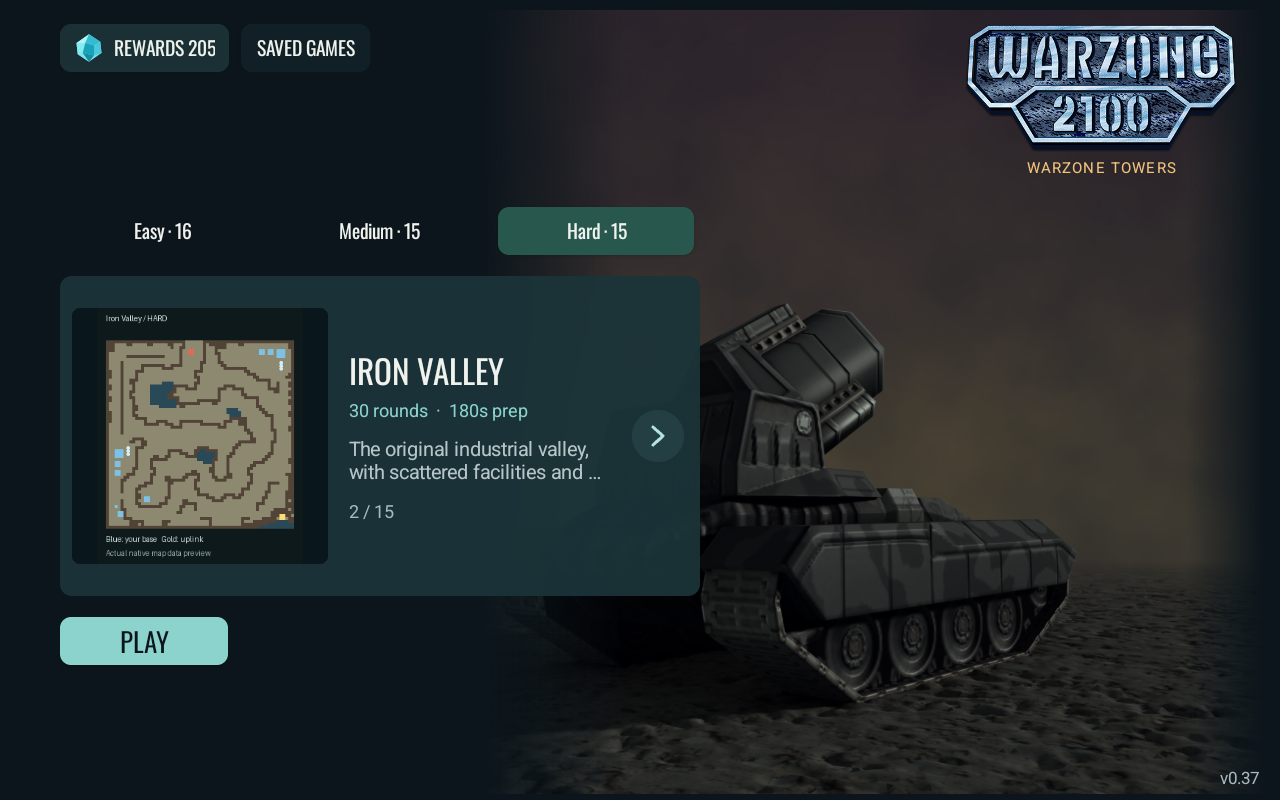 REWARDS 205
SAVED GAMES
WARZONE
2100
WARZONE TOWERS
Easy · 16
Medium · 15
Hard · 15
Iron Valley / HARD
Blue: your base Gold: uplink
Actual native map data preview
IRON VALLEY
30 rounds · 180s prep
The original industrial valley,
with scattered facilities and ...
2 / 15
PLAY
v0.37